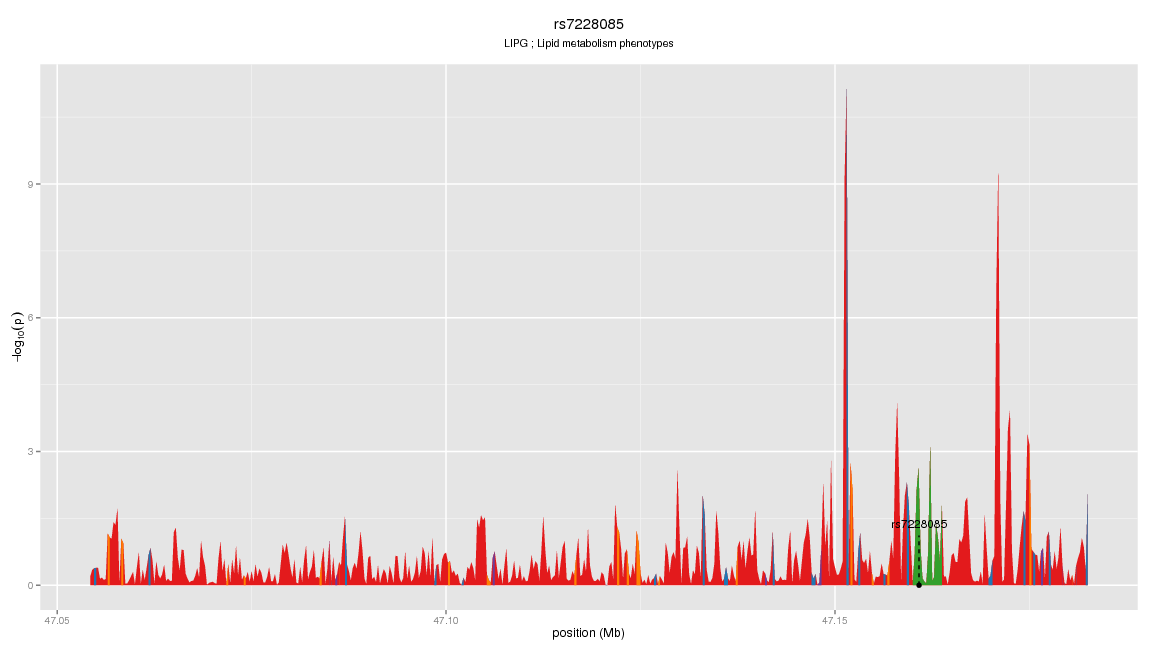 rs7228085
LIPG ; Lipid metabolism phenotypes
9
6
3
0
−log10(p)
rs7228085
47.05
47.10
47.15
position (Mb)